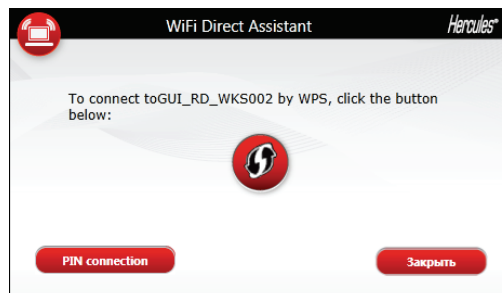 WiFi Direct Assistant
Hercules®
To connect toGUI_RD_WKS002 by WPS, click the button
below:
PIN connection
Закрыть